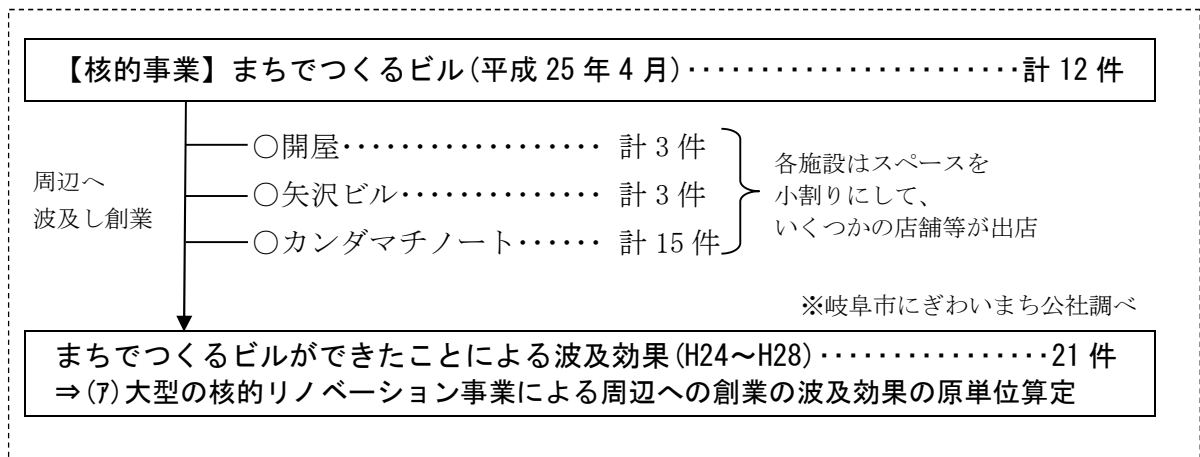 【核的事業】まちでつくるビル(平成 25 年 4 月)・・・・・・・・・・・・・・・・・・・・・・・計 12 件
周辺へ
波及し創業
○開屋・・・・・・・・・・・・・・・・・・ 計 3 件
○矢沢ビル・・・・・・・・・・・・・・ 計 3 件
○カンダマチノート・・・・・・ 計 15 件
各施設はスペースを
小割りにして、
いくつかの店舗等が出店
※岐阜市にぎわいまち公社調べ
まちでつくるビルができたことによる波及効果(H24～H28)・・・・・・・・・・・・・・・・21 件
⇒(ｱ)大型の核的リノベーション事業による周辺への創業の波及効果の原単位算定